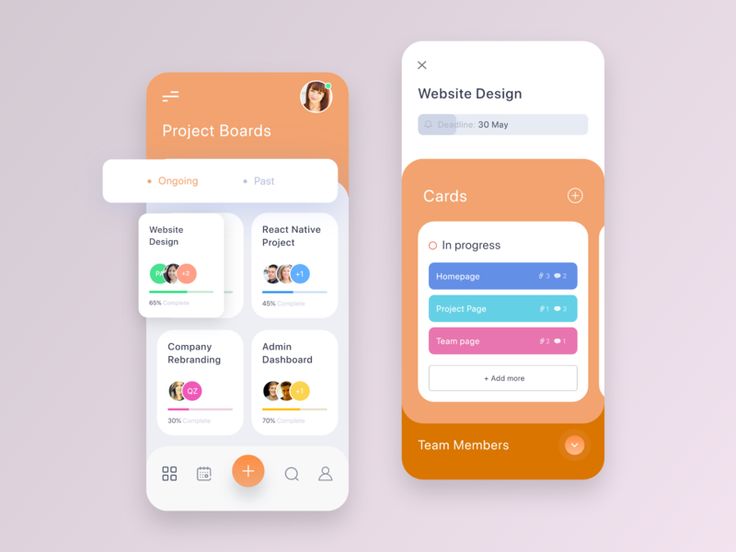 Project Boards
Ongoing
Past
Website
Design
+2
65% Complete
React Native
Project
+1
45% Complete
Company
Rebranding
QZ
30% Complete
Admin
Dashboard
+1
70% Complete
+
Website Design
Deadline: 30 May
Cards
In progress
Homepage 3 2
Project Page 1 3
Team page 3 1
+ Add more
Team Members